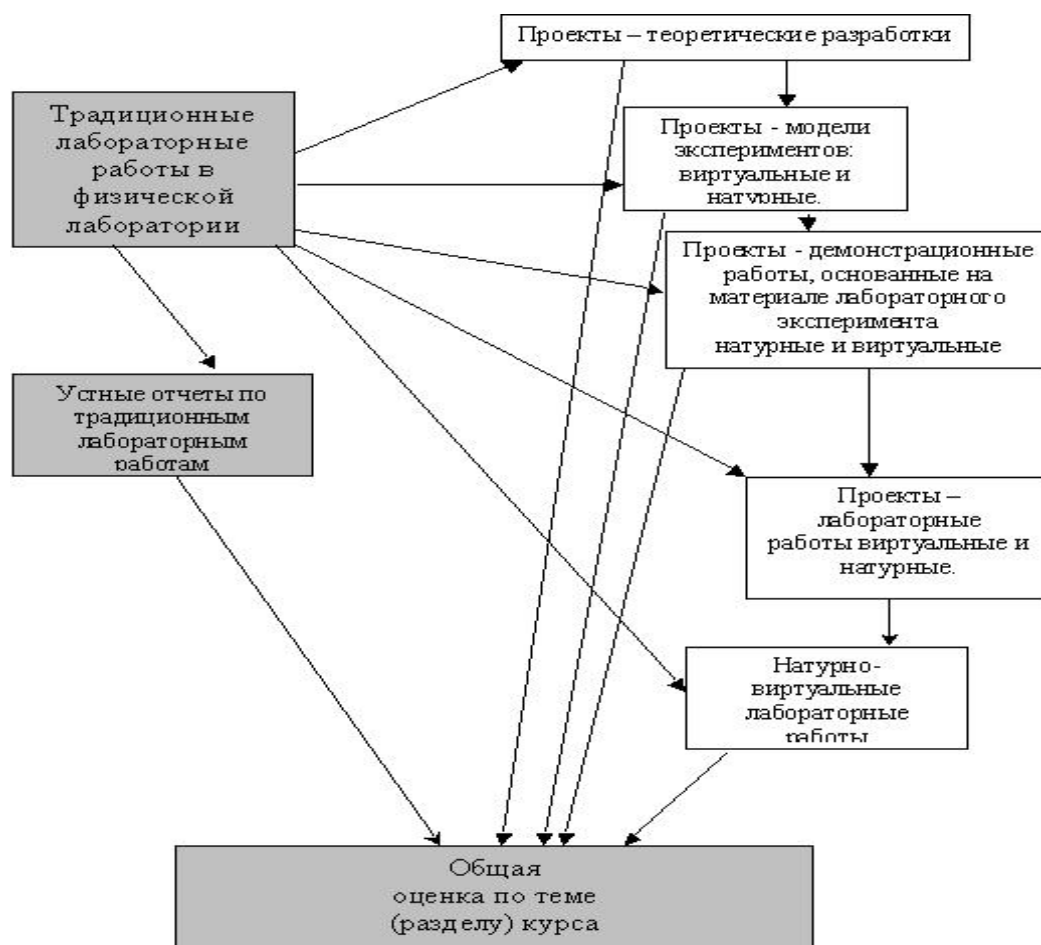 Проекты – теоретические разработки
Традиционные
лабораторные
работы в
физической
лаборатории
Проекты - модели
экспериментов:
виртуальные и
натурные.
Проекты - демонстрационные
работы, основанные на
материале лабораторного
эксперимента
натурные и виртуальные
Устные отчеты по
традиционным
лабораторным
работам
Проекты –
лабораторные
работы виртуальные и
натурные.
Натурно-
виртуальные
лабораторные
работы
Общая
оценка по теме
(разделу) курса